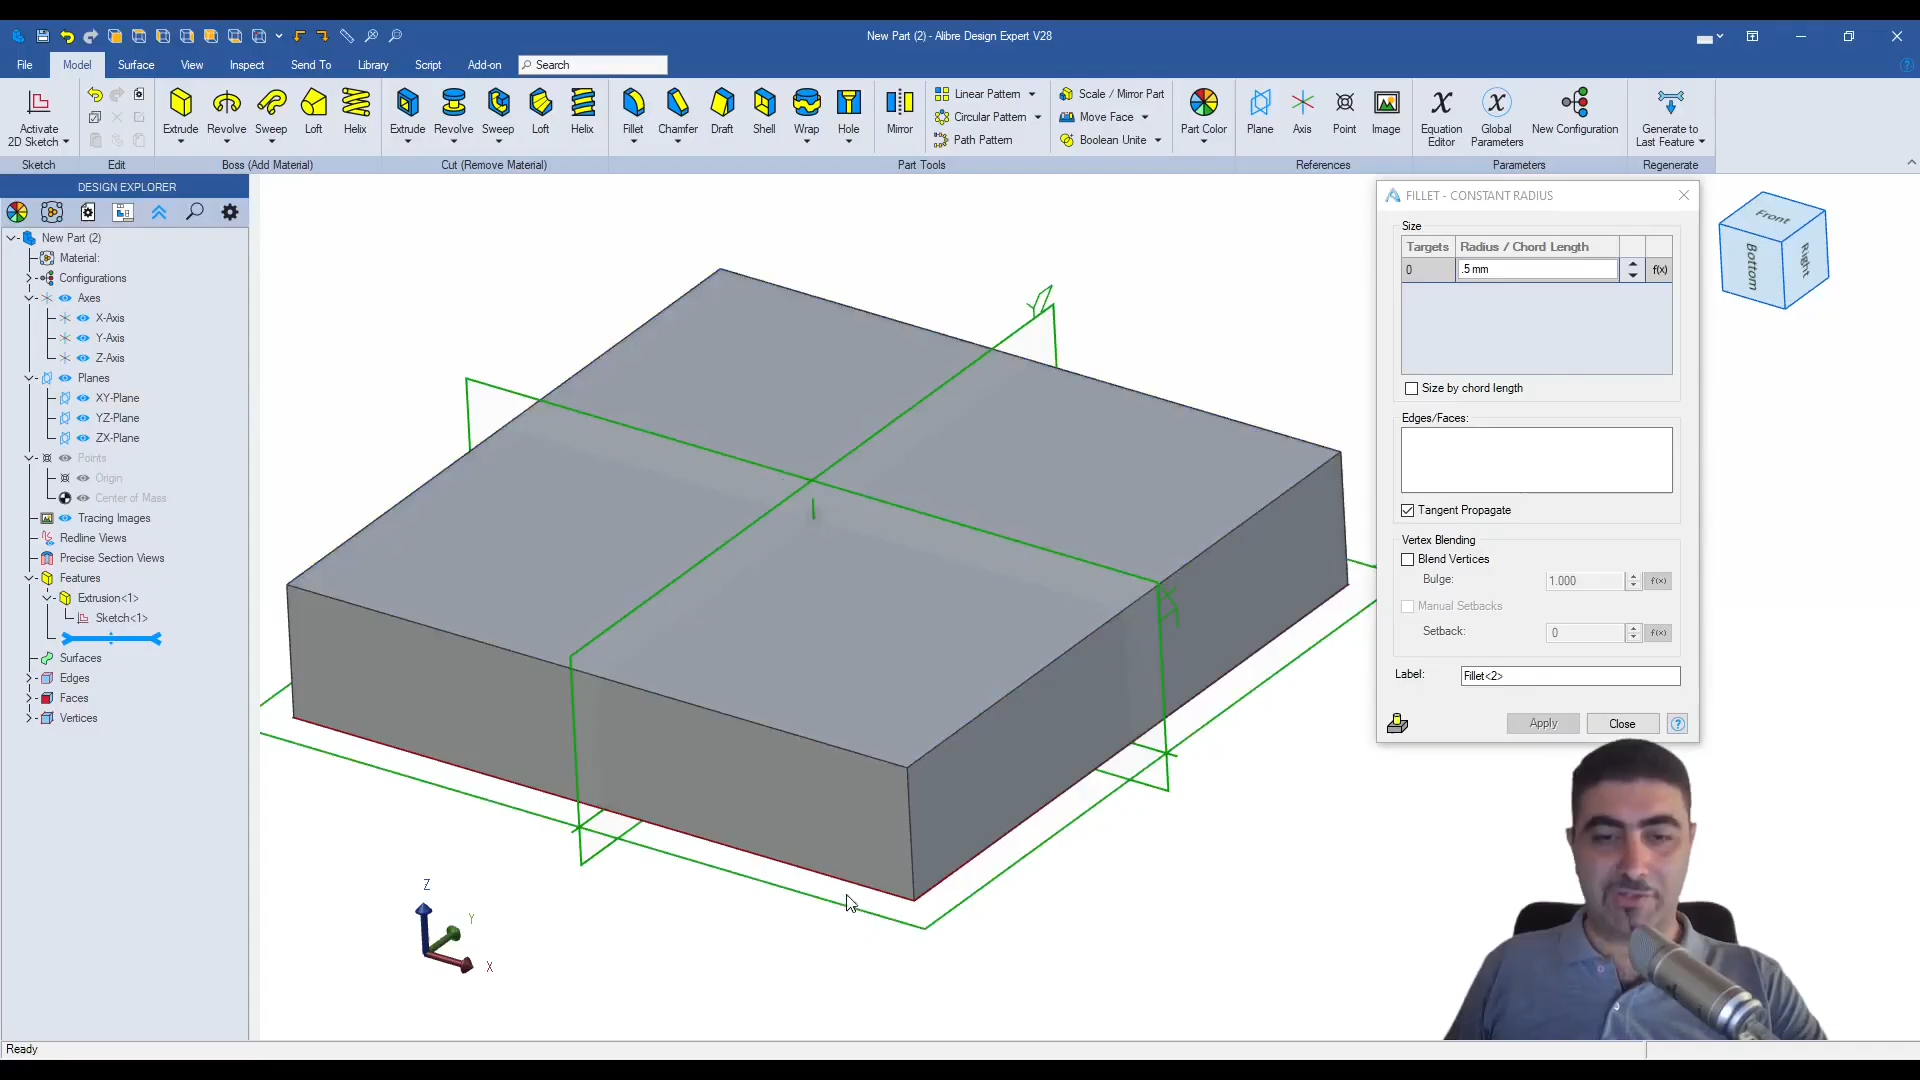 New Part (2) - Alibre Design Expert V28
File Model Surface View Inspect Send To Library Script Add-on Search
Activate 2D Sketch
Extrude Revolve Sweep Loft Helix
Extrude Revolve Sweep Loft Helix
Fillet Chamfer Draft Shell Wrap Hole Mirror
Linear Pattern
Circular Pattern
Path Pattern
Scale / Mirror Part
Move Face
Boolean Unite
Part Color
Plane Axis Point Image
Equation Editor
Global Parameters
New Configuration
Generate to Last Feature
Sketch Edit Boss (Add Material) Cut (Remove Material) Part Tools References Parameters Regenerate
DESIGN EXPLORER
New Part (2)
Material:
Configurations
Axes
X-Axis
Y-Axis
Z-Axis
Planes
XY-Plane
YZ-Plane
ZX-Plane
Points
Origin
Center of Mass
Tracing Images
Redline Views
Precise Section Views
Features
Extrusion<1>
Sketch<1>
Surfaces
Edges
Faces
Vertices
Z
Y
X
FILLET - CONSTANT RADIUS
Size
Targets Radius / Chord Length
0 .5 mm f(x)
Size by chord length
Edges/Faces:
Tangent Propagate
Vertex Blending
Blend Vertices
Bulge: 1.000 f(x)
Manual Setbacks
Setback: 0 f(x)
Label: Fillet<2>
Apply Close
Front
Bottom
Right
Ready